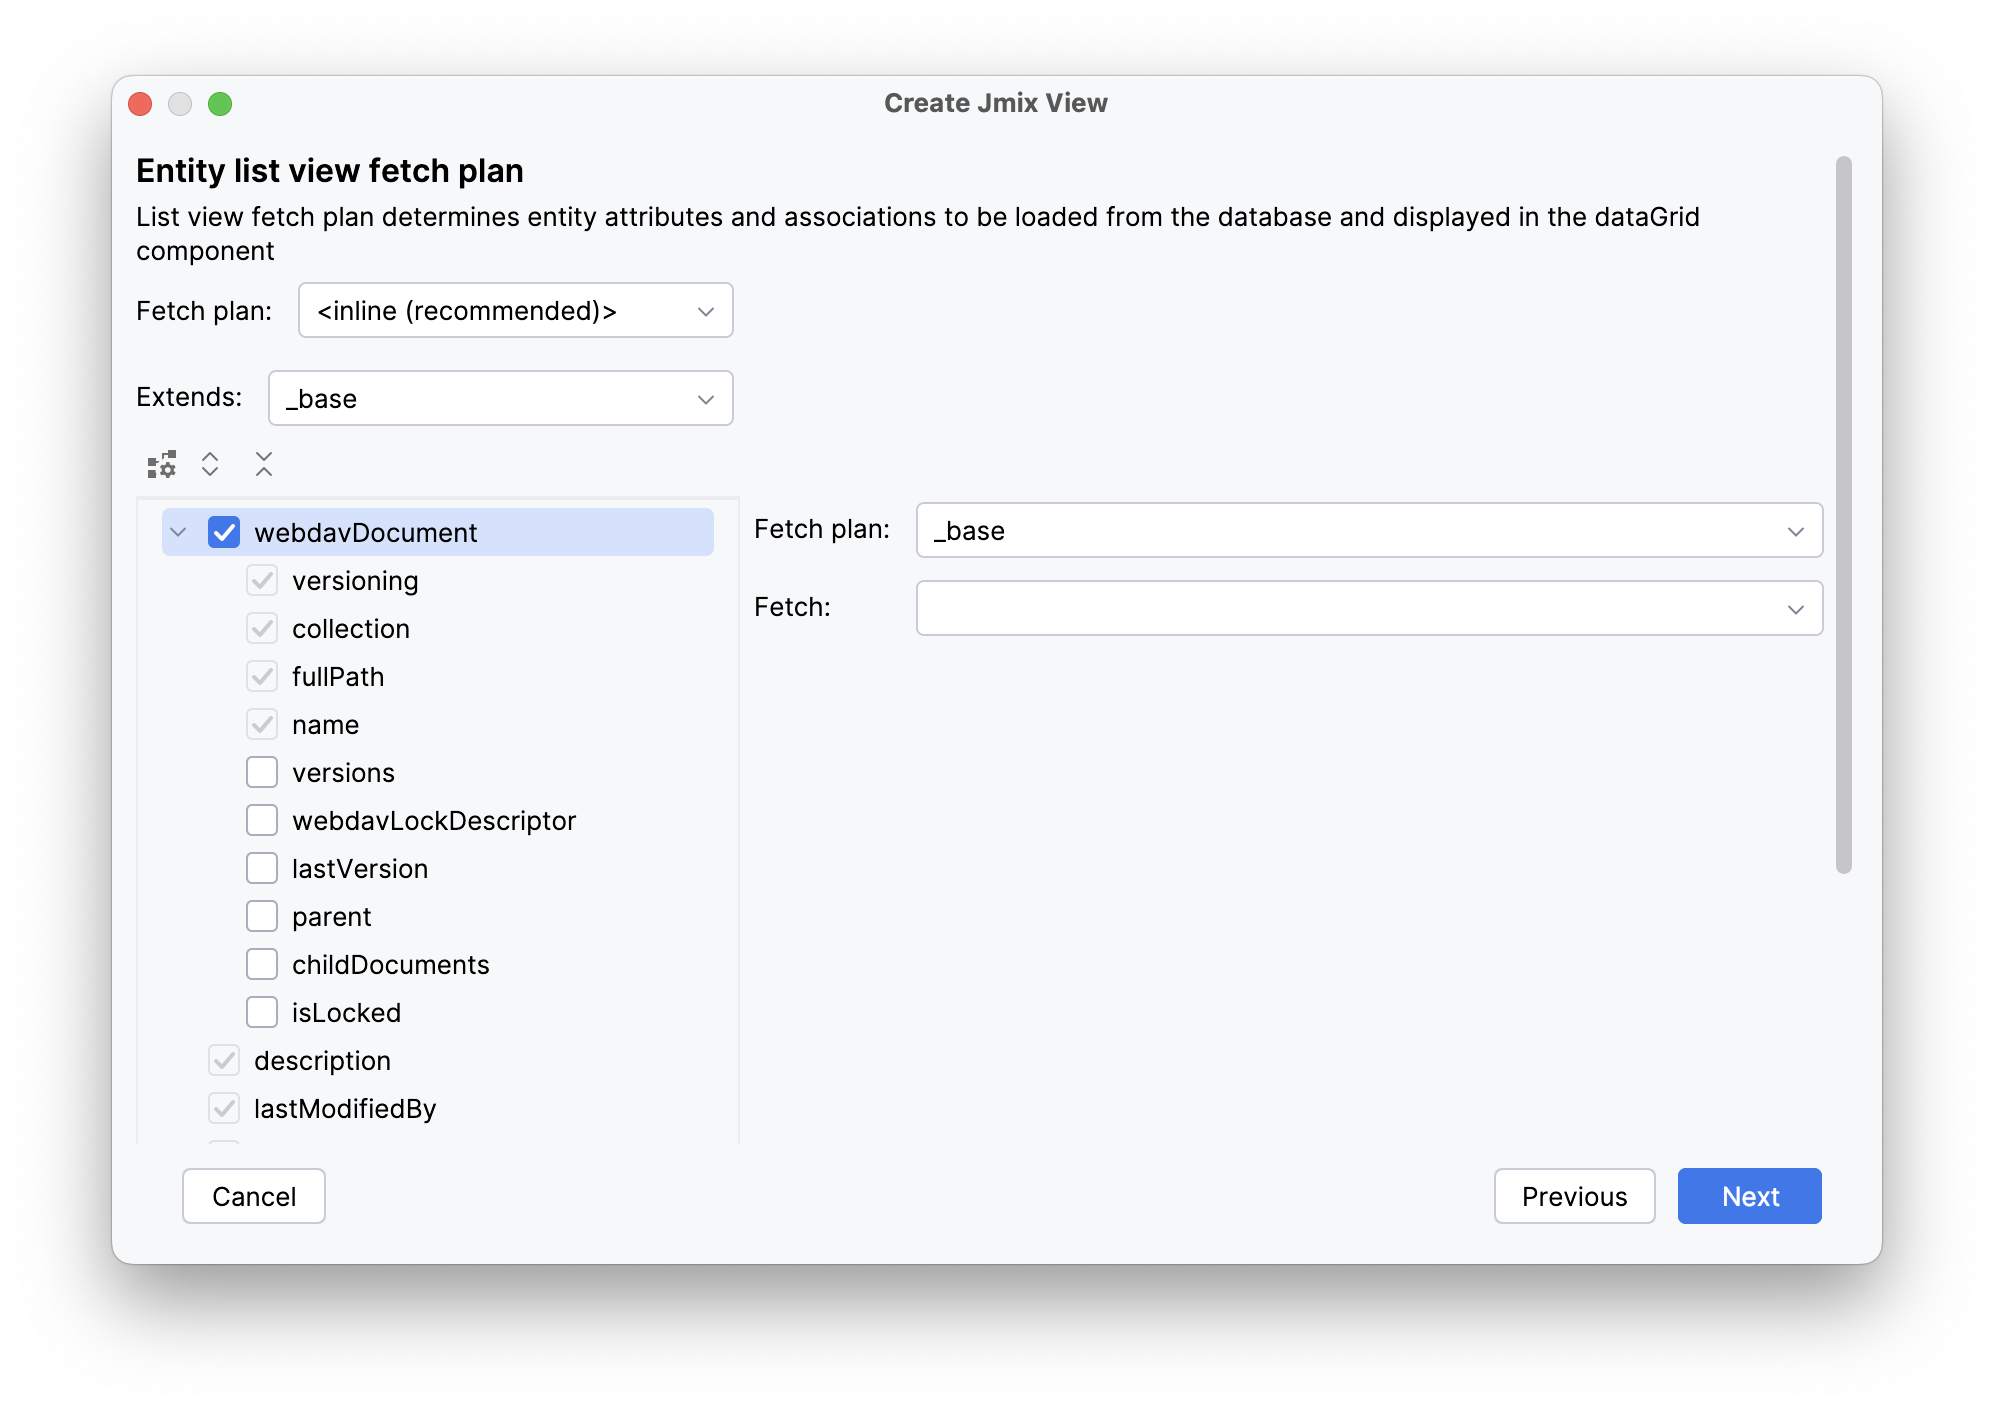 Create Jmix View
Entity list view fetch plan
List view fetch plan determines entity attributes and associations to be loaded from the database and displayed in the dataGrid
component
Fetch plan: <inline (recommended)>
Extends: _base
webdavDocument
versioning
collection
fullPath
name
versions
webdavLockDescriptor
lastVersion
parent
childDocuments
isLocked
description
lastModifiedBy
Fetch plan: _base
Fetch:
Cancel
Previous
Next